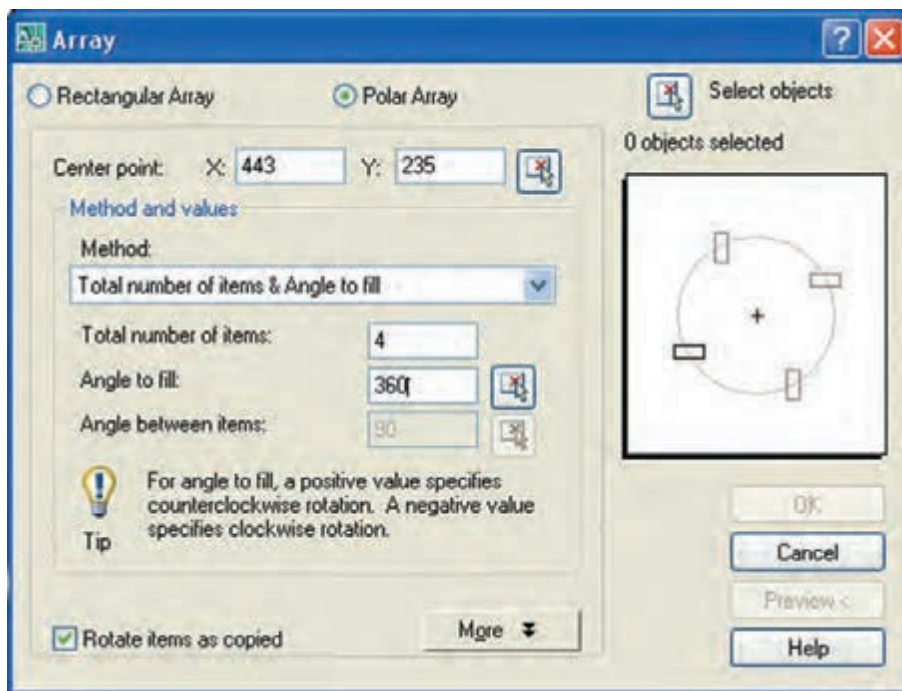 Array
Rectangular Array
Polar Array
Select objects
0 objects selected
Center point: X: 443 Y: 235
Method and values
Method:
Total number of items & Angle to fill
Total number of items: 4
Angle to fill: 360
Angle between items: 90
Tip
For angle to fill, a positive value specifies
counterclockwise rotation. A negative value
specifies clockwise rotation.
Rotate items as copied
More
OK
Cancel
Preview <
Help